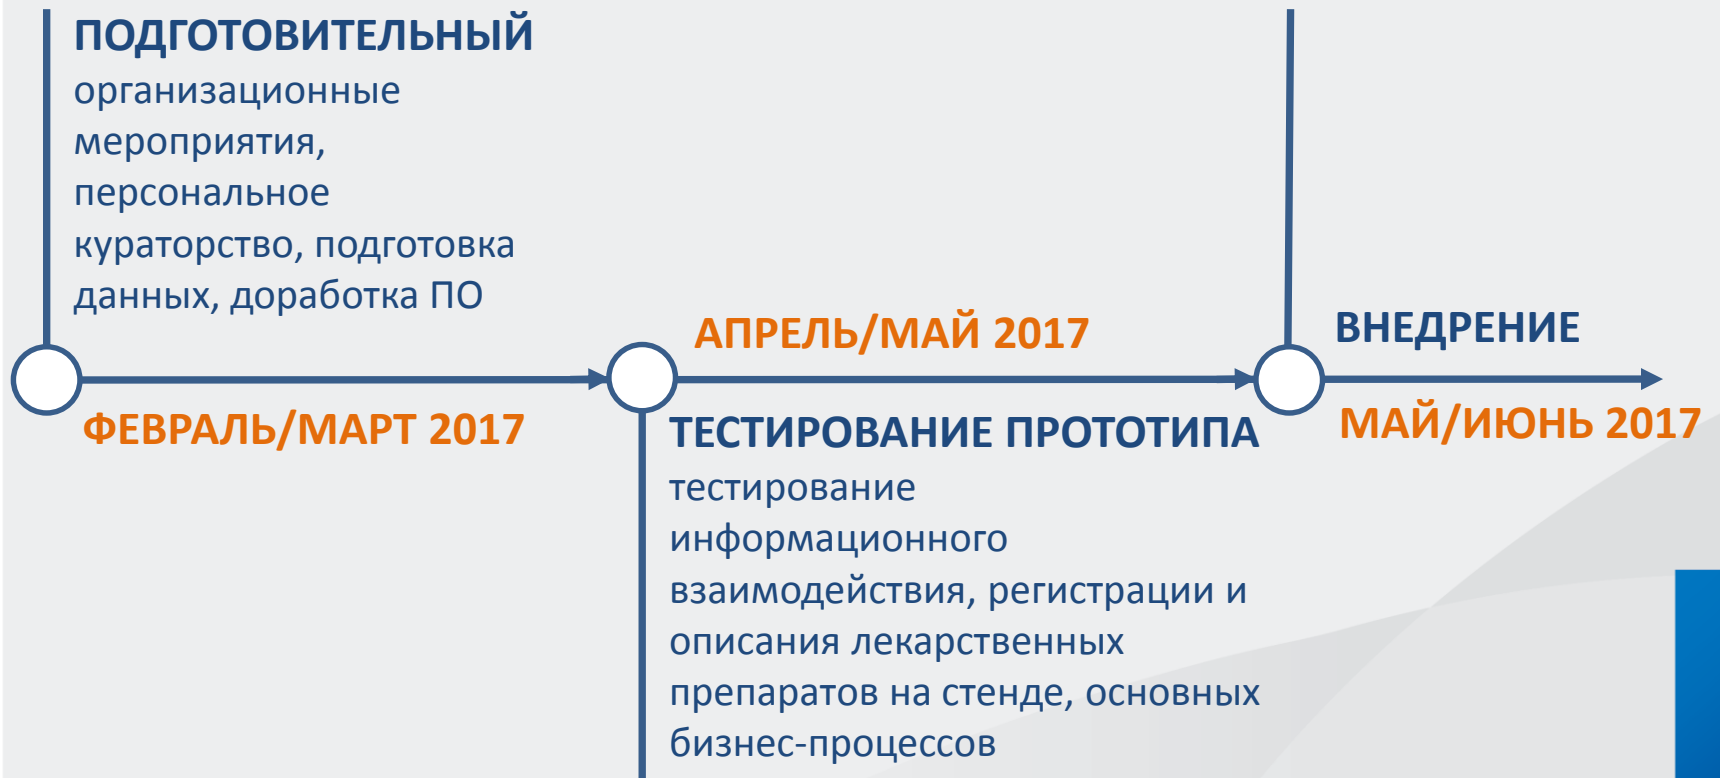 ПОДГОТОВИТЕЛЬНЫЙ
организационные
мероприятия,
персональное
кураторство, подготовка
данных, доработка ПО
ФЕВРАЛЬ/МАРТ 2017
АПРЕЛЬ/МАЙ 2017
ТЕСТИРОВАНИЕ ПРОТОТИПА
тестирование
информационного
взаимодействия, регистрации и
описания лекарственных
препаратов на стенде, основных
бизнес-процессов
ВНЕДРЕНИЕ
МАЙ/ИЮНЬ 2017